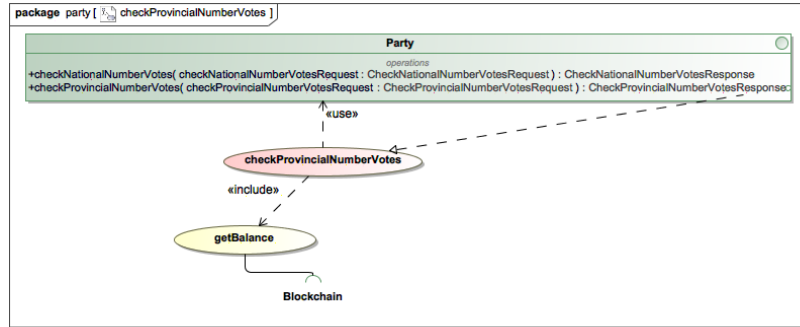 package party [ checkProvincialNumberVotes ]
Party
operations
+checkNationalNumberVotes( checkNationalNumberVotesRequest : CheckNationalNumberVotesRequest ) : CheckNationalNumberVotesResponse
+checkProvincialNumberVotes( checkProvincialNumberVotesRequest : CheckProvincialNumberVotesRequest ) : CheckProvincialNumberVotesResponse
«use»
checkProvincialNumberVotes
«include»
getBalance
Blockchain